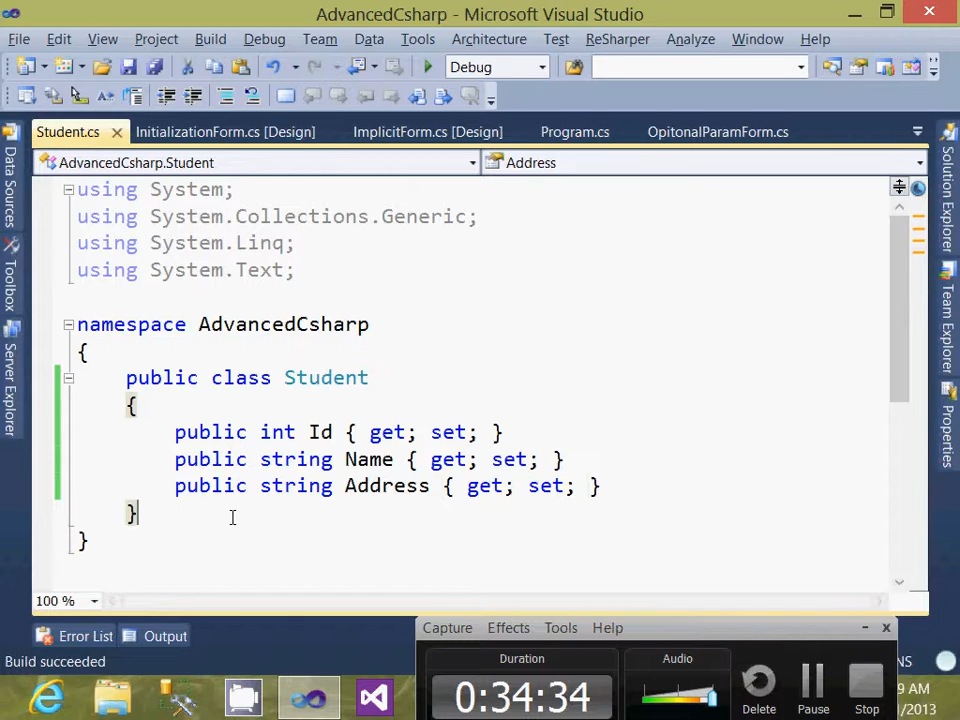 AdvancedCsharp - Microsoft Visual Studio
File Edit View Project Build Debug Team Data Tools Architecture Test ReSharper Analyze Window Help
Debug
Student.cs InitializationForm.cs [Design] ImplicitForm.cs [Design] Program.cs OpitonalParamForm.cs
AdvancedCsharp.Student Address
Data Sources
Toolbox
Server Explorer
using System;
using System.Collections.Generic;
using System.Linq;
using System.Text;
namespace AdvancedCsharp
{
public class Student
{
public int Id { get; set; }
public string Name { get; set; }
public string Address { get; set; }
}
}
Solution Explorer
Team Explorer
Properties
100 %
Error List Output
Build succeeded
Capture Effects Tools Help
Duration
0:34:34
Audio
Delete Pause Stop
NS
9 AM
/2013